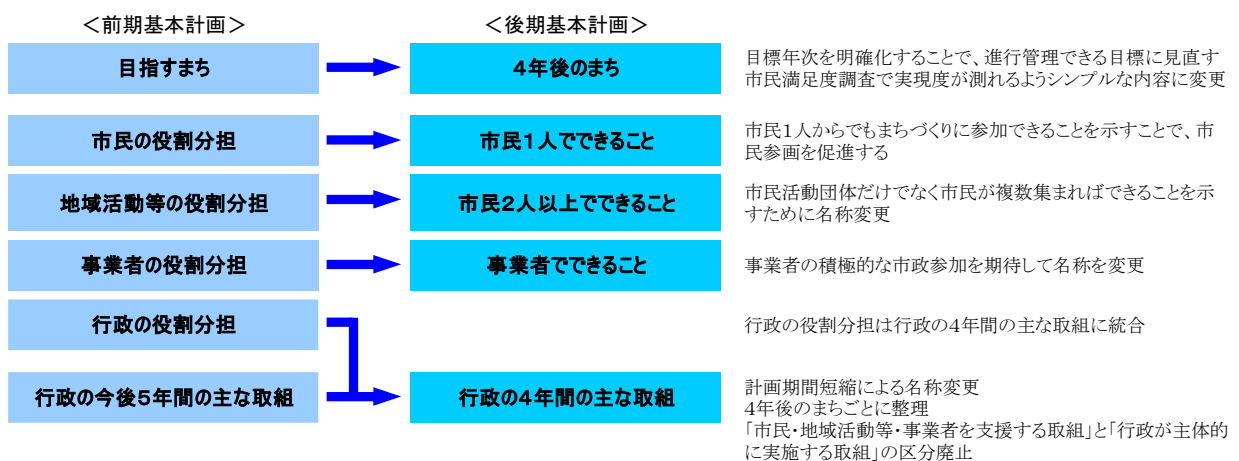 ＜前期基本計画＞
＜後期基本計画＞
目指すまち
４年後のまち
目標年次を明確化することで、進行管理できる目標に見直す
市民満足度調査で実現度が測れるようシンプルな内容に変更
市民の役割分担
市民１人でできること
市民１人からでもまちづくりに参加できることを示すことで、市
民参画を促進する
地域活動等の役割分担
市民２人以上でできること
市民活動団体だけでなく市民が複数集まればできることを示
すために名称変更
事業者の役割分担
事業者でできること
事業者の積極的な市政参加を期待して名称を変更
行政の役割分担
行政の役割分担は行政の４年間の主な取組に統合
行政の今後５年間の主な取組
行政の４年間の主な取組
計画期間短縮による名称変更
４年後のまちごとに整理
「市民・地域活動等・事業者を支援する取組」と「行政が主体的
に実施する取組」の区分廃止